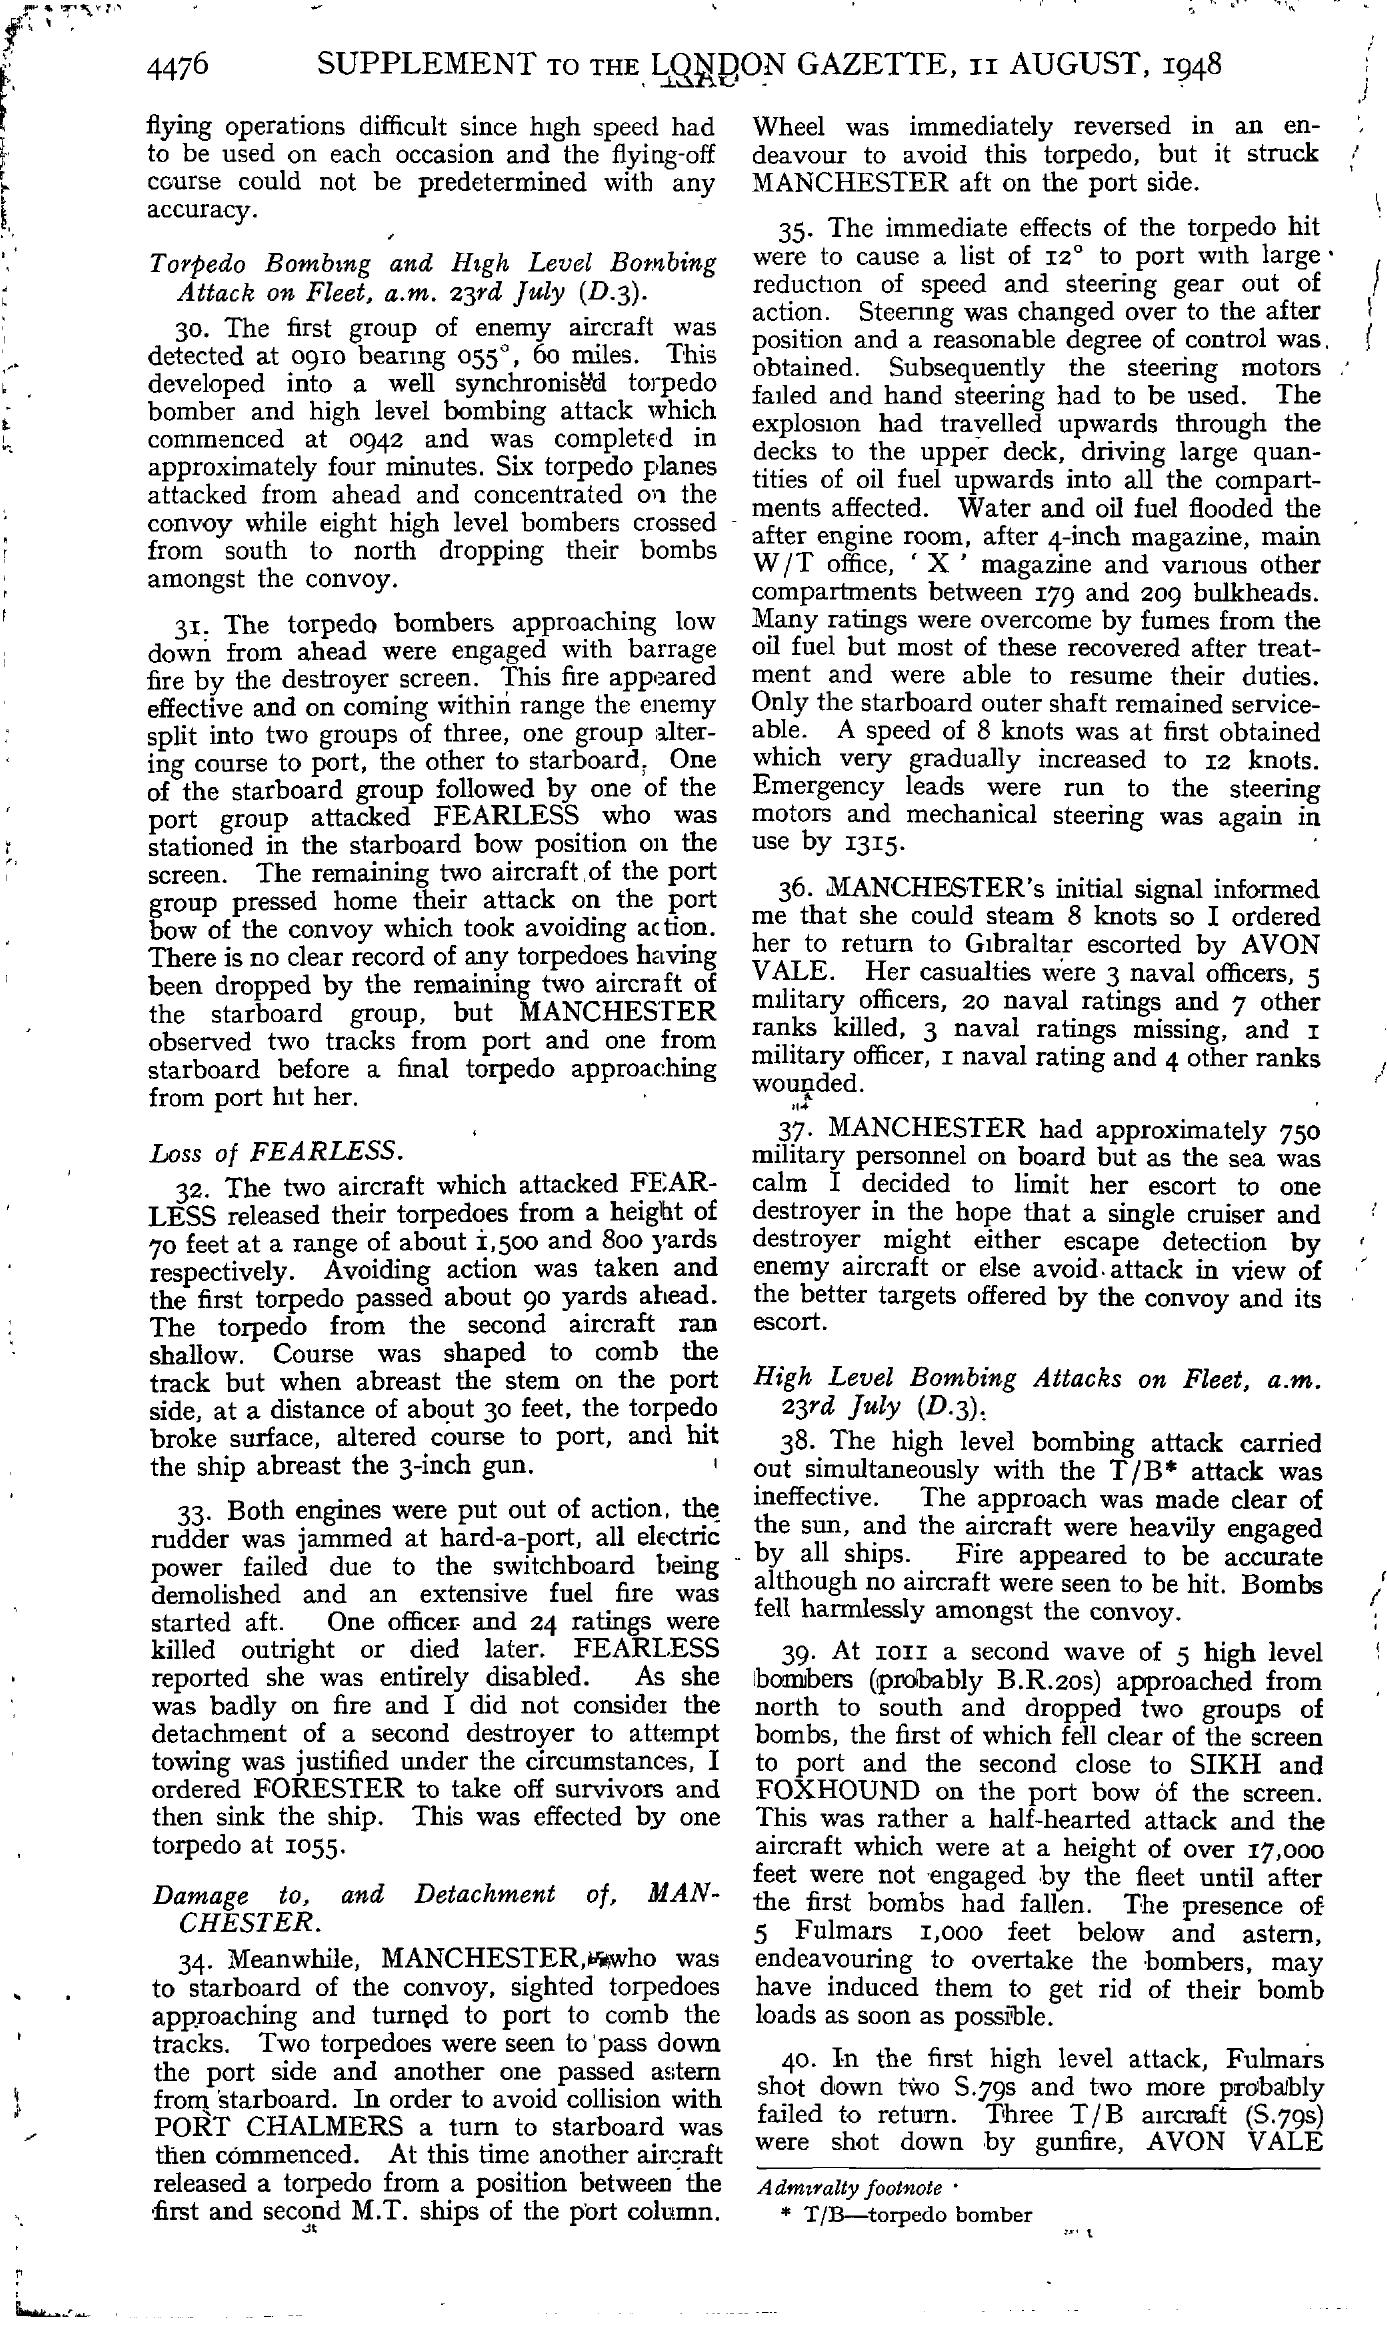 4476 SUPPLEMENT TO THE LONDON GAZETTE, 11 AUGUST, 1948
flying operations difficult since high speed had
to be used on each occasion and the flying-off
course could not be predetermined with any
accuracy.
Torpedo Bombing and High Level Bombing
Attack on Fleet, a.m. 23rd July (D.3).
30. The first group of enemy aircraft was
detected at 0910 bearing 055°, 60 miles. This
developed into a well synchronised torpedo
bomber and high level bombing attack which
commenced at 0942 and was completed in
approximately four minutes. Six torpedo planes
attacked from ahead and concentrated on the
convoy while eight high level bombers crossed
from south to north dropping their bombs
amongst the convoy.
31. The torpedo bombers approaching low
down from ahead were engaged with barrage
fire by the destroyer screen. This fire appeared
effective and on coming within range the enemy
split into two groups of three, one group alter-
ing course to port, the other to starboard. One
of the starboard group followed by one of the
port group attacked FEARLESS who was
stationed in the starboard bow position on the
screen. The remaining two aircraft of the port
group pressed home their attack on the port
bow of the convoy which took avoiding action.
There is no clear record of any torpedoes having
been dropped by the remaining two aircraft of
the starboard group, but MANCHESTER
observed two tracks from port and one from
starboard before a final torpedo approaching
from port hit her.
Loss of FEARLESS.
32. The two aircraft which attacked FEAR-
LESS released their torpedoes from a height of
70 feet at a range of about 1,500 and 800 yards
respectively. Avoiding action was taken and
the first torpedo passed about 90 yards ahead.
The torpedo from the second aircraft ran
shallow. Course was shaped to comb the
track but when abreast the stem on the port
side, at a distance of about 30 feet, the torpedo
broke surface, altered course to port, and hit
the ship abreast the 3-inch gun.
33. Both engines were put out of action, the
rudder was jammed at hard-a-port, all electric
power failed due to the switchboard being
demolished and an extensive fuel fire was
started aft. One officer and 24 ratings were
killed outright or died later. FEARLESS
reported she was entirely disabled. As she
was badly on fire and I did not consider the
detachment of a second destroyer to attempt
towing was justified under the circumstances, I
ordered FORESTER to take off survivors and
then sink the ship. This was effected by one
torpedo at 1055.
Damage to, and Detachment of, MAN-
CHESTER.
34. Meanwhile, MANCHESTER, who was
to starboard of the convoy, sighted torpedoes
approaching and turned to port to comb the
tracks. Two torpedoes were seen to pass down
the port side and another one passed astern
from starboard. In order to avoid collision with
PORT CHALMERS a turn to starboard was
then commenced. At this time another aircraft
released a torpedo from a position between the
first and second M.T. ships of the port column.
Wheel was immediately reversed in an en-
deavour to avoid this torpedo, but it struck
MANCHESTER aft on the port side.
35. The immediate effects of the torpedo hit
were to cause a list of 12° to port with large
reduction of speed and steering gear out of
action. Steering was changed over to the after
position and a reasonable degree of control was
obtained. Subsequently the steering motors
failed and hand steering had to be used. The
explosion had travelled upwards through the
decks to the upper deck, driving large quan-
tities of oil fuel upwards into all the compart-
ments affected. Water and oil fuel flooded the
after engine room, after 4-inch magazine, main
W/T office, ‘ X ’ magazine and various other
compartments between 179 and 209 bulkheads.
Many ratings were overcome by fumes from the
oil fuel but most of these recovered after treat-
ment and were able to resume their duties.
Only the starboard outer shaft remained service-
able. A speed of 8 knots was at first obtained
which very gradually increased to 12 knots.
Emergency leads were run to the steering
motors and mechanical steering was again in
use by 1315.
36. MANCHESTER's initial signal informed
me that she could steam 8 knots so I ordered
her to return to Gibraltar escorted by AVON
VALE. Her casualties were 3 naval officers, 5
military officers, 20 naval ratings and 7 other
ranks killed, 3 naval ratings missing, and 1
military officer, 1 naval rating and 4 other ranks
wounded.
37. MANCHESTER had approximately 750
military personnel on board but as the sea was
calm I decided to limit her escort to one
destroyer in the hope that a single cruiser and
destroyer might either escape detection by
enemy aircraft or else avoid attack in view of
the better targets offered by the convoy and its
escort.
High Level Bombing Attacks on Fleet, a.m.
23rd July (D.3).
38. The high level bombing attack carried
out simultaneously with the T/B* attack was
ineffective. The approach was made clear of
the sun, and the aircraft were heavily engaged
by all ships. Fire appeared to be accurate
although no aircraft were seen to be hit. Bombs
fell harmlessly amongst the convoy.
39. At 1011 a second wave of 5 high level
bombers (probably B.R.20s) approached from
north to south and dropped two groups of
bombs, the first of which fell clear of the screen
to port and the second close to SIKH and
FOXHOUND on the port bow of the screen.
This was rather a half-hearted attack and the
aircraft which were at a height of over 17,000
feet were not engaged by the fleet until after
the first bombs had fallen. The presence of
5 Fulmars 1,000 feet below and astern,
endeavouring to overtake the bombers, may
have induced them to get rid of their bomb
loads as soon as possible.
40. In the first high level attack, Fulmars
shot down two S.79s and two more probably
failed to return. Three T/B aircraft (S.79s)
were shot down by gunfire, AVON VALE
Admiralty footnote
* T/B—torpedo bomber